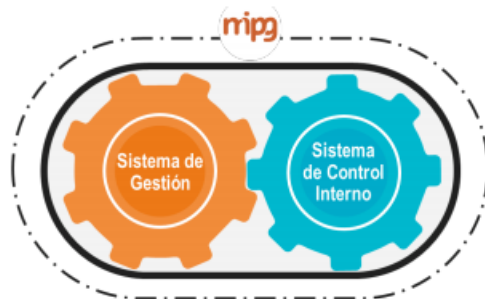 mipg
Sistema de
Gestión
Sistema
de Control
Interno